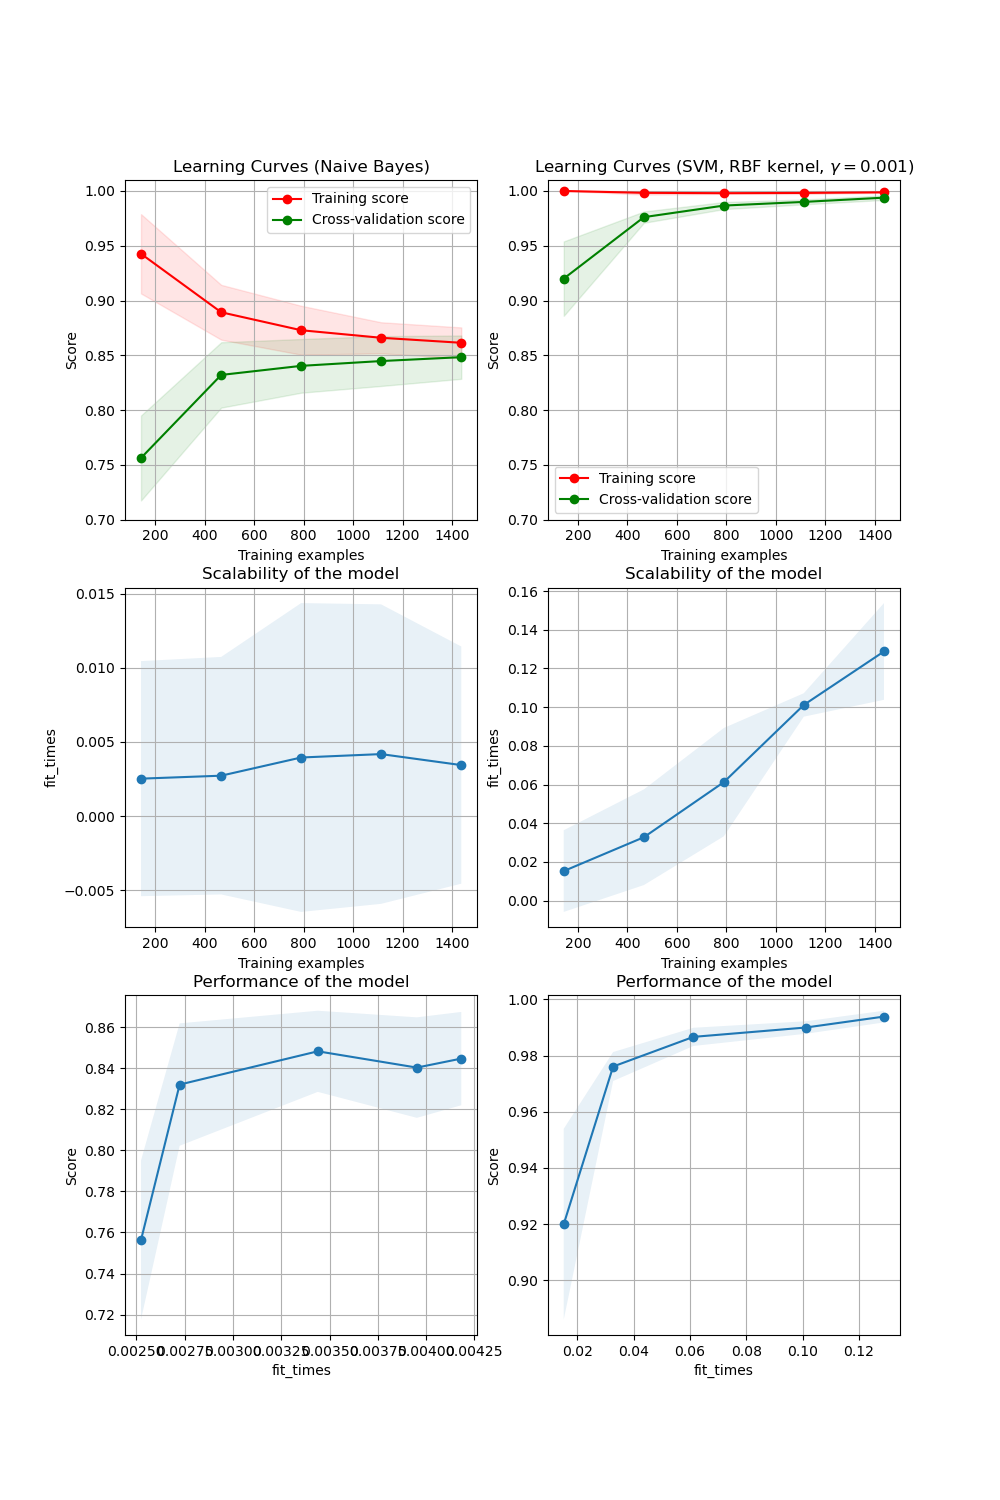 Learning Curves (Naive Bayes)
1.00
0.95
0.90
0.85
0.80
0.75
0.70
Score
Training score
Cross-validation score
200 400 600 800 1000 1200 1400
Training examples
Learning Curves (SVM, RBF kernel, γ = 0.001)
1.00
0.95
0.90
0.85
0.80
0.75
0.70
Score
Training score
Cross-validation score
200 400 600 800 1000 1200 1400
Training examples
Scalability of the model
0.015
0.010
0.005
0.000
−0.005
fit_times
200 400 600 800 1000 1200 1400
Training examples
Scalability of the model
0.16
0.14
0.12
0.10
0.08
0.06
0.04
0.02
0.00
fit_times
200 400 600 800 1000 1200 1400
Training examples
Performance of the model
0.86
0.84
0.82
0.80
0.78
0.76
0.74
0.72
Score
0.00250 0.00275 0.00300 0.00325 0.00350 0.00375 0.00400 0.00425
fit_times
Performance of the model
1.00
0.98
0.96
0.94
0.92
0.90
Score
0.02 0.04 0.06 0.08 0.10 0.12
fit_times